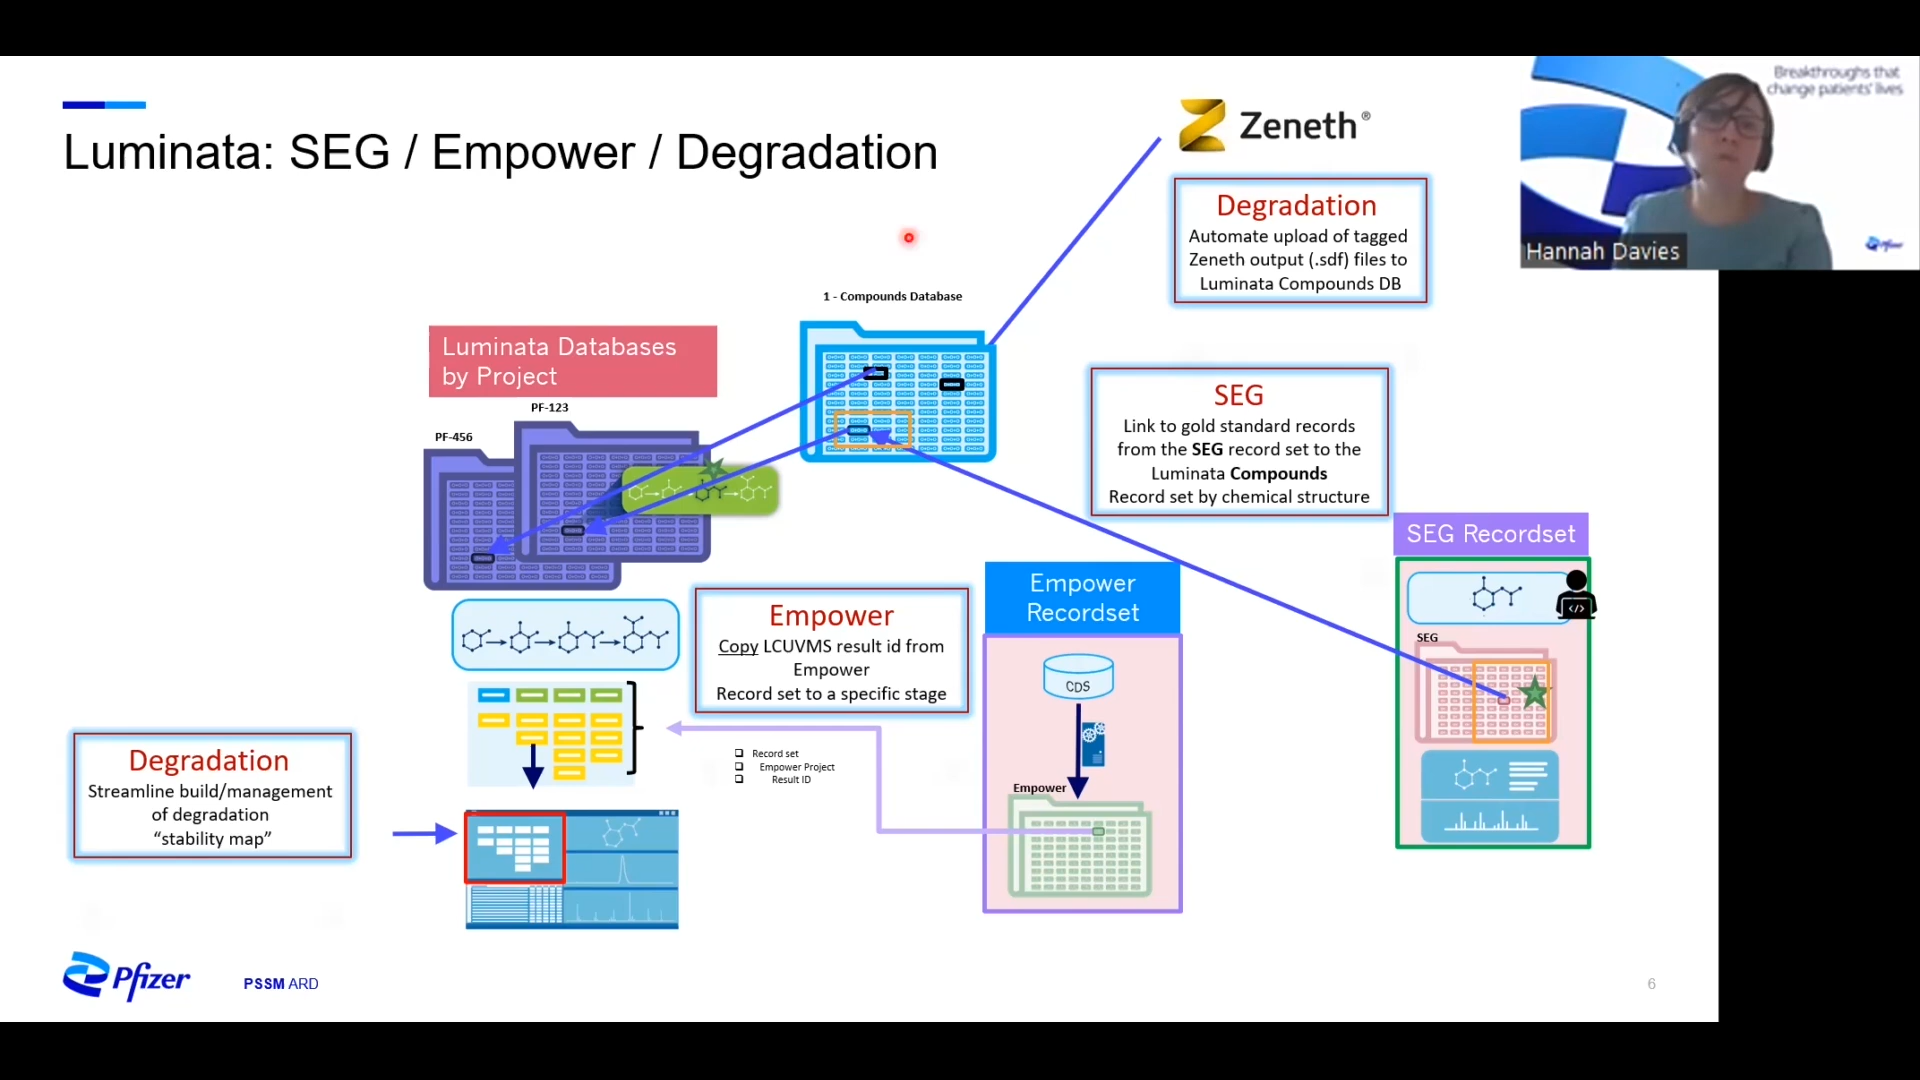 Luminata: SEG / Empower / Degradation
Zeneth®
Breakthroughs that
change patients' lives
Hannah Davies
Pfizer
Degradation
Automate upload of tagged
Zeneth output (.sdf) files to
Luminata Compounds DB
1 - Compounds Database
Luminata Databases
by Project
PF-123
PF-456
SEG
Link to gold standard records
from the SEG record set to the
Luminata Compounds
Record set by chemical structure
SEG Recordset
SEG
Empower
Copy LCUVMS result id from
Empower
Record set to a specific stage
Record set
Empower Project
Result ID
Empower
Recordset
CDS
Empower
Degradation
Streamline build/management
of degradation
“stability map”
Pfizer
PSSM ARD
6